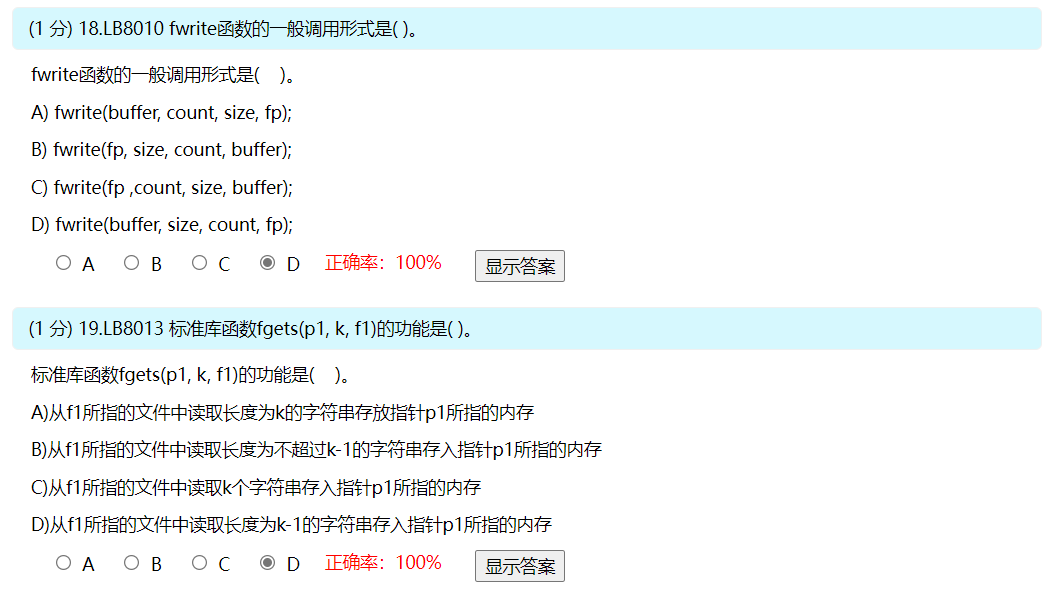 (1 分) 18.LB8010 fwrite函数的一般调用形式是( )。
fwrite函数的一般调用形式是(    )。
A) fwrite(buffer, count, size, fp);
B) fwrite(fp, size, count, buffer);
C) fwrite(fp ,count, size, buffer);
D) fwrite(buffer, size, count, fp);
A B C D 正确率：100% 显示答案
(1 分) 19.LB8013 标准库函数fgets(p1, k, f1)的功能是( )。
标准库函数fgets(p1, k, f1)的功能是(    )。
A)从f1所指的文件中读取长度为k的字符串存放指针p1所指的内存
B)从f1所指的文件中读取长度为不超过k-1的字符串存入指针p1所指的内存
C)从f1所指的文件中读取k个字符串存入指针p1所指的内存
D)从f1所指的文件中读取长度为k-1的字符串存入指针p1所指的内存
A B C D 正确率：100% 显示答案